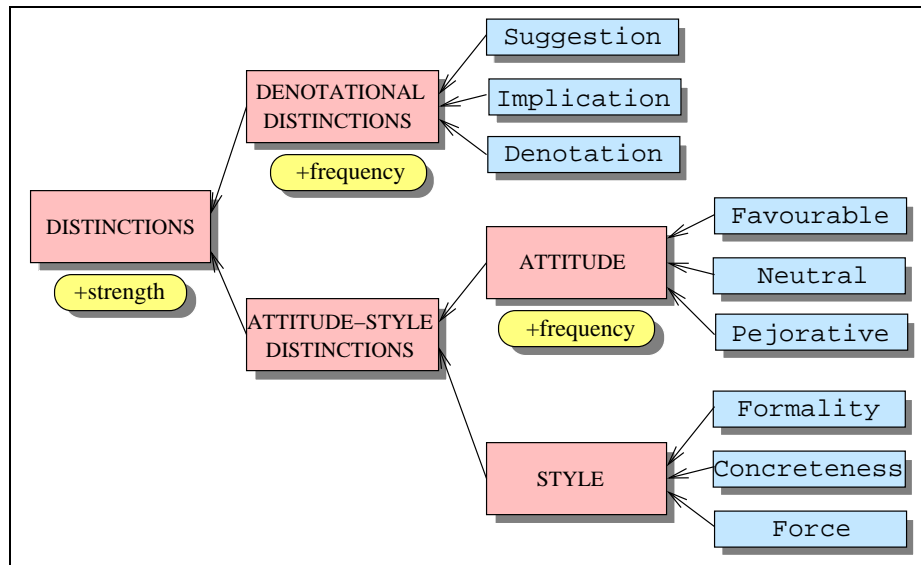 Suggestion
DENOTATIONAL
DISTINCTIONS
Implication
Denotation
+frequency
DISTINCTIONS
+strength
Favourable
ATTITUDE
Neutral
+frequency
Pejorative
ATTITUDE–STYLE
DISTINCTIONS
Formality
STYLE
Concreteness
Force